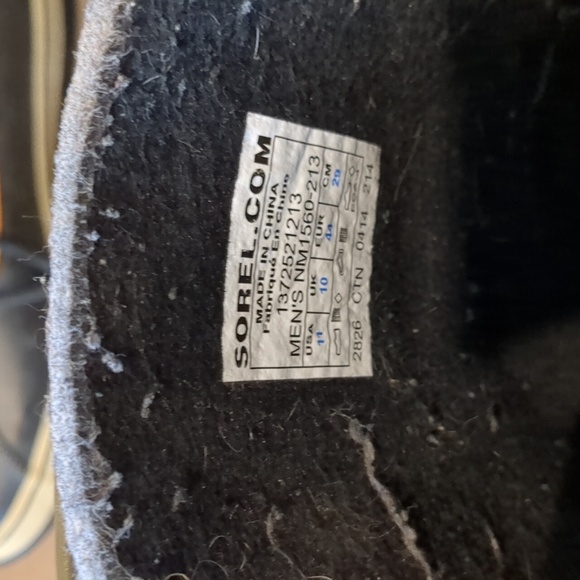 SOREL.COM
MADE IN CHINA
Fabriqué En Chine
1372521213
MEN'S NM1560-213
USA UK EUR CM
11 10 44 29
2826 CTN 0414 214